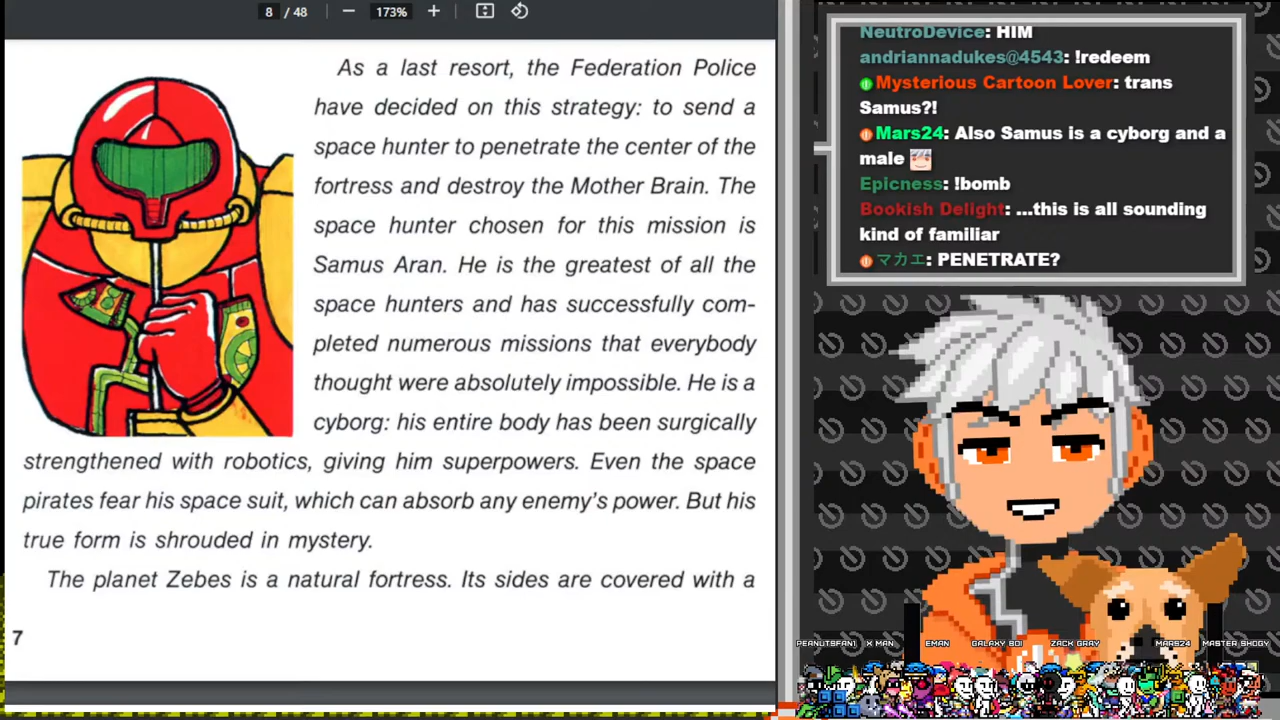 8 / 48
173%
As a last resort, the Federation Police
have decided on this strategy: to send a
space hunter to penetrate the center of the
fortress and destroy the Mother Brain. The
space hunter chosen for this mission is
Samus Aran. He is the greatest of all the
space hunters and has successfully com-
pleted numerous missions that everybody
thought were absolutely impossible. He is a
cyborg: his entire body has been surgically
strengthened with robotics, giving him superpowers. Even the space
pirates fear his space suit, which can absorb any enemy's power. But his
true form is shrouded in mystery.
The planet Zebes is a natural fortress. Its sides are covered with a
7
NeutroDevice: HIM
andriannadukes@4543: !redeem
Mysterious Cartoon Lover: trans
Samus?!
Mars24: Also Samus is a cyborg and a
male
Epicness: !bomb
Bookish Delight: ...this is all sounding
kind of familiar
マカエ: PENETRATE?
PEANUTSFAN1 X MAN EMAN GALAXY BOI ZACK GRAY MARS24 MASTER SHOGY